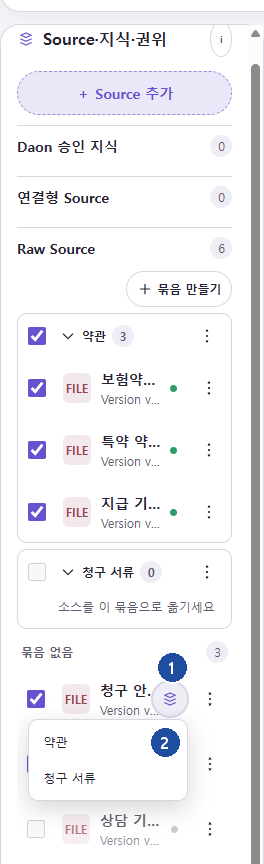 Source·지식·권위 i
+ Source 추가
Daon 승인 지식 0
연결형 Source 0
Raw Source 6
+ 묶음 만들기
약관 3
FILE 보험약...
Version v...
FILE 특약 약...
Version v...
FILE 지급 기...
Version v...
청구 서류 0
소스를 이 묶음으로 옮기세요
묶음 없음 3
1
FILE 청구 안...
Version v...
약관 2
청구 서류
FILE 상담 기...
Version v...